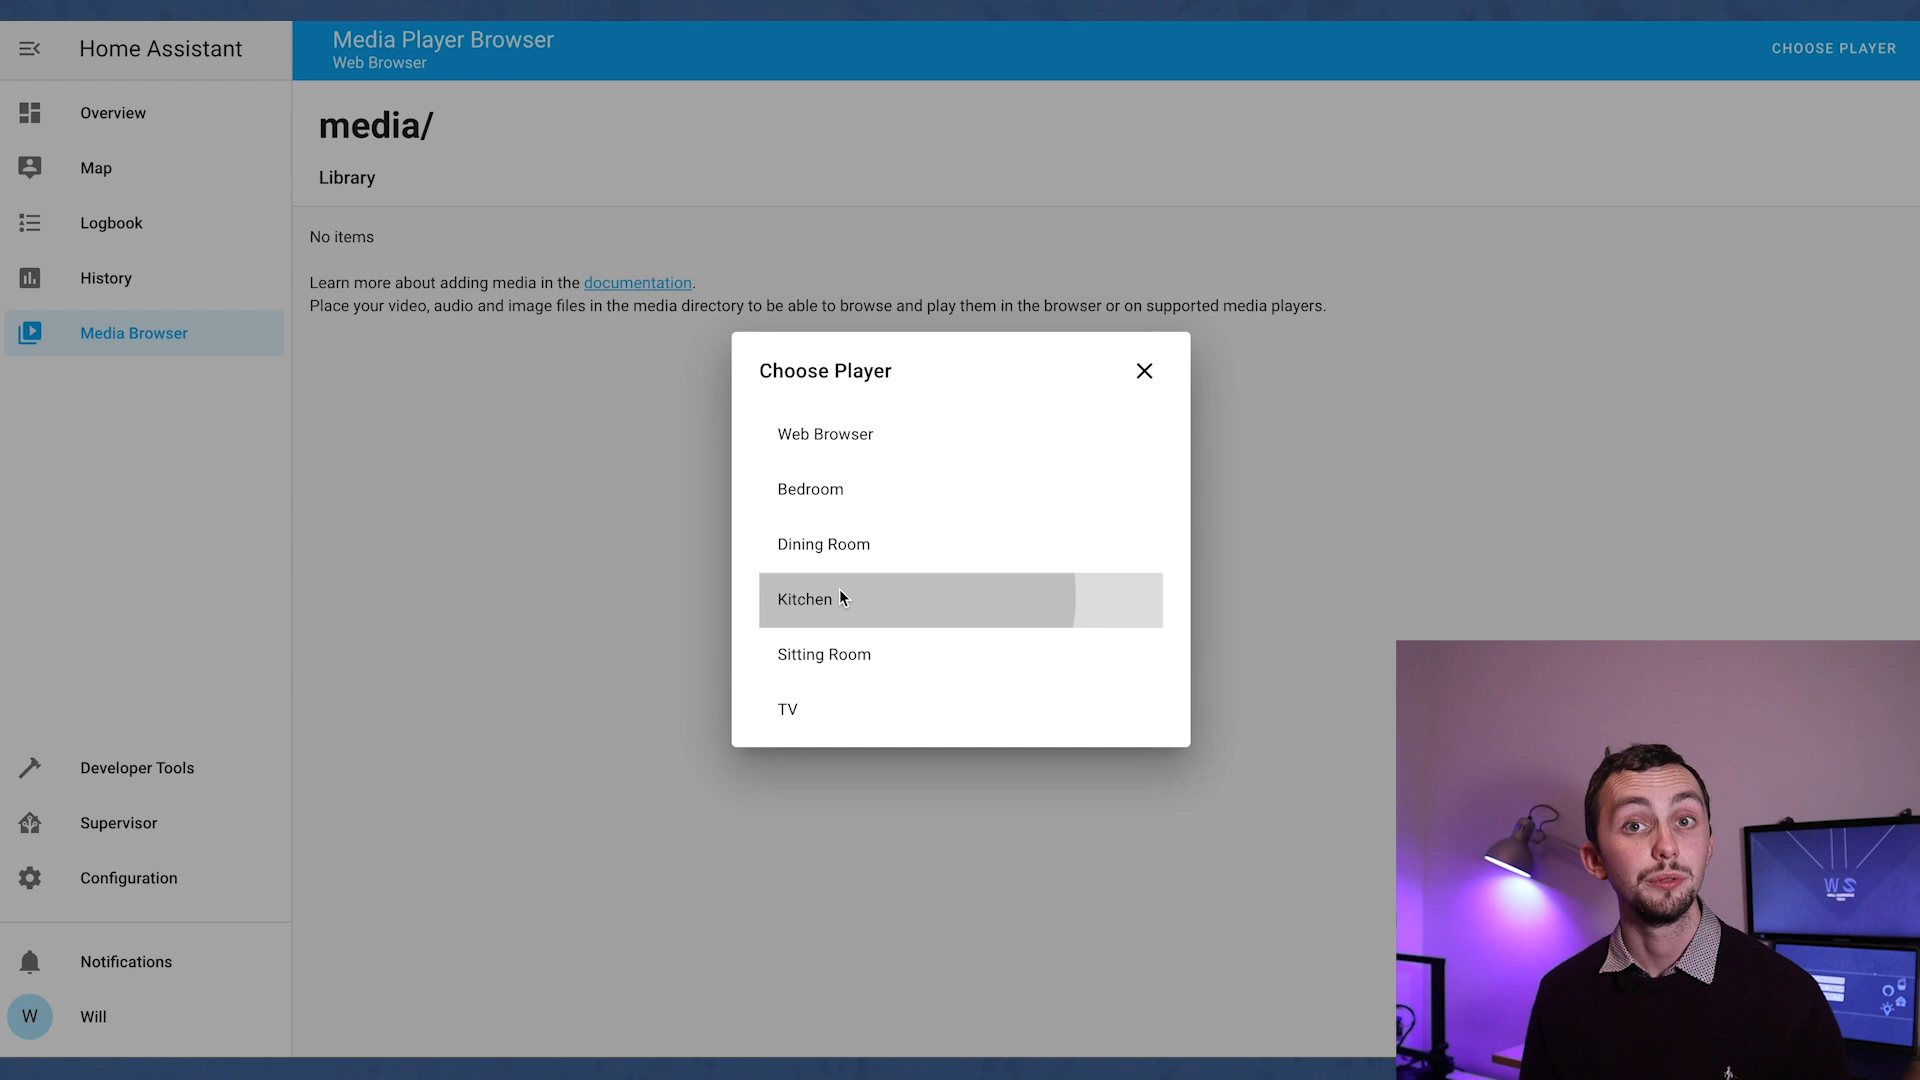 Home Assistant
Media Player Browser
Web Browser
CHOOSE PLAYER
Overview
Map
Logbook
History
Media Browser
Developer Tools
Supervisor
Configuration
Notifications
W
Will
media/
Library
No items
Learn more about adding media in the documentation.
Place your video, audio and image files in the media directory to be able to browse and play them in the browser or on supported media players.
Choose Player
Web Browser
Bedroom
Dining Room
Kitchen
Sitting Room
TV
WS